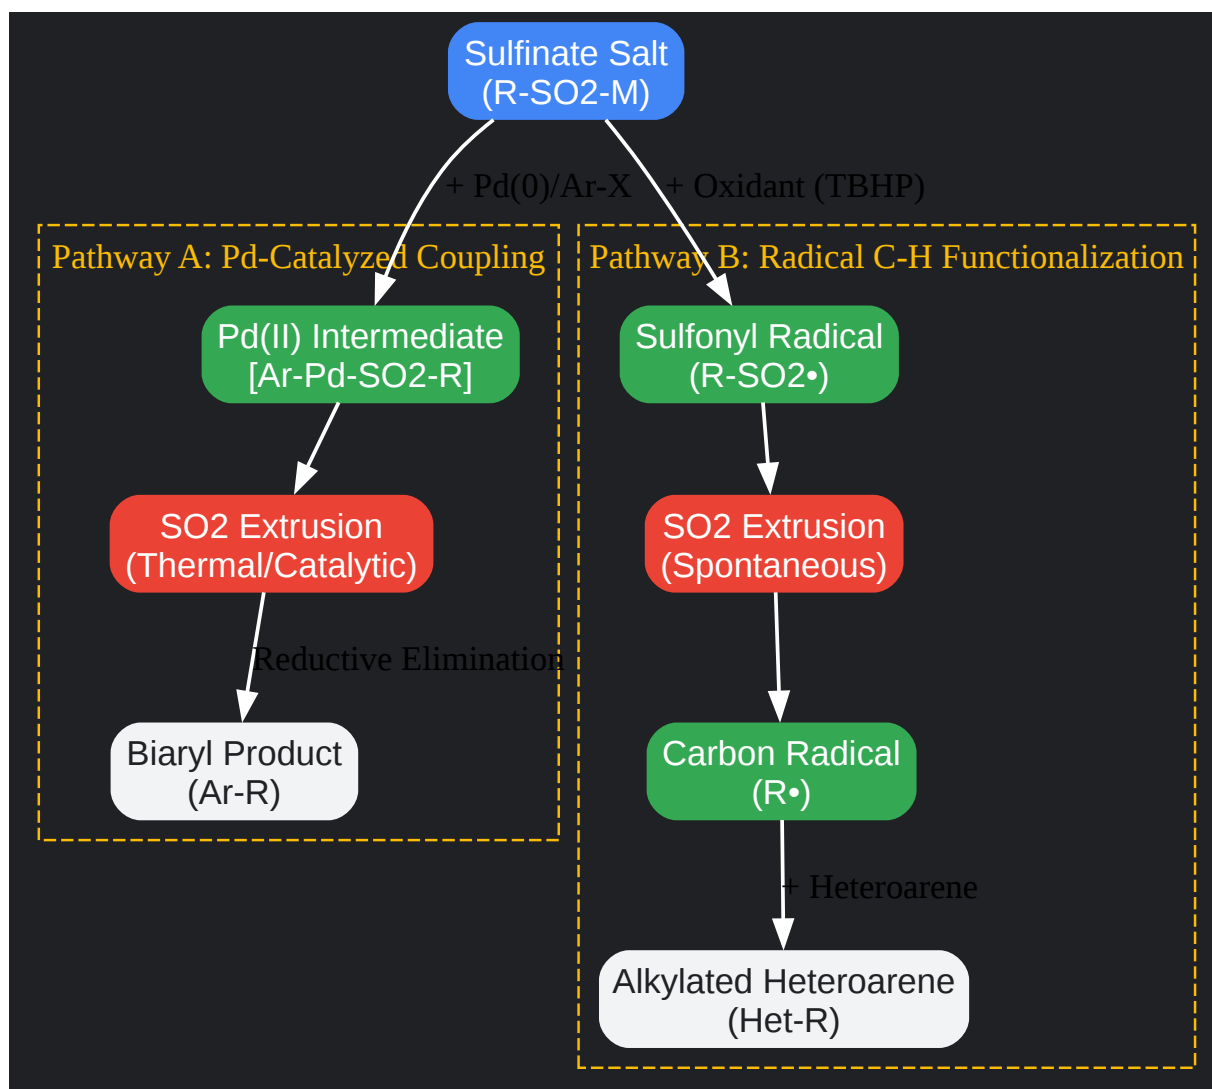 Sulfinate Salt
(R-SO2-M)
+ Pd(0)/Ar-X
+ Oxidant (TBHP)
Pathway A: Pd-Catalyzed Coupling
Pathway B: Radical C-H Functionalization
Pd(II) Intermediate
[Ar-Pd-SO2-R]
Sulfonyl Radical
(R-SO2•)
SO2 Extrusion
(Thermal/Catalytic)
SO2 Extrusion
(Spontaneous)
Reductive Elimination
Biaryl Product
(Ar-R)
Carbon Radical
(R•)
+ Heteroarene
Alkylated Heteroarene
(Het-R)